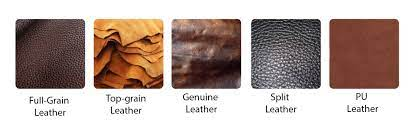 Full-Grain
Leather
Top-grain
Leather
Genuine
Leather
Split
Leather
PU
Leather